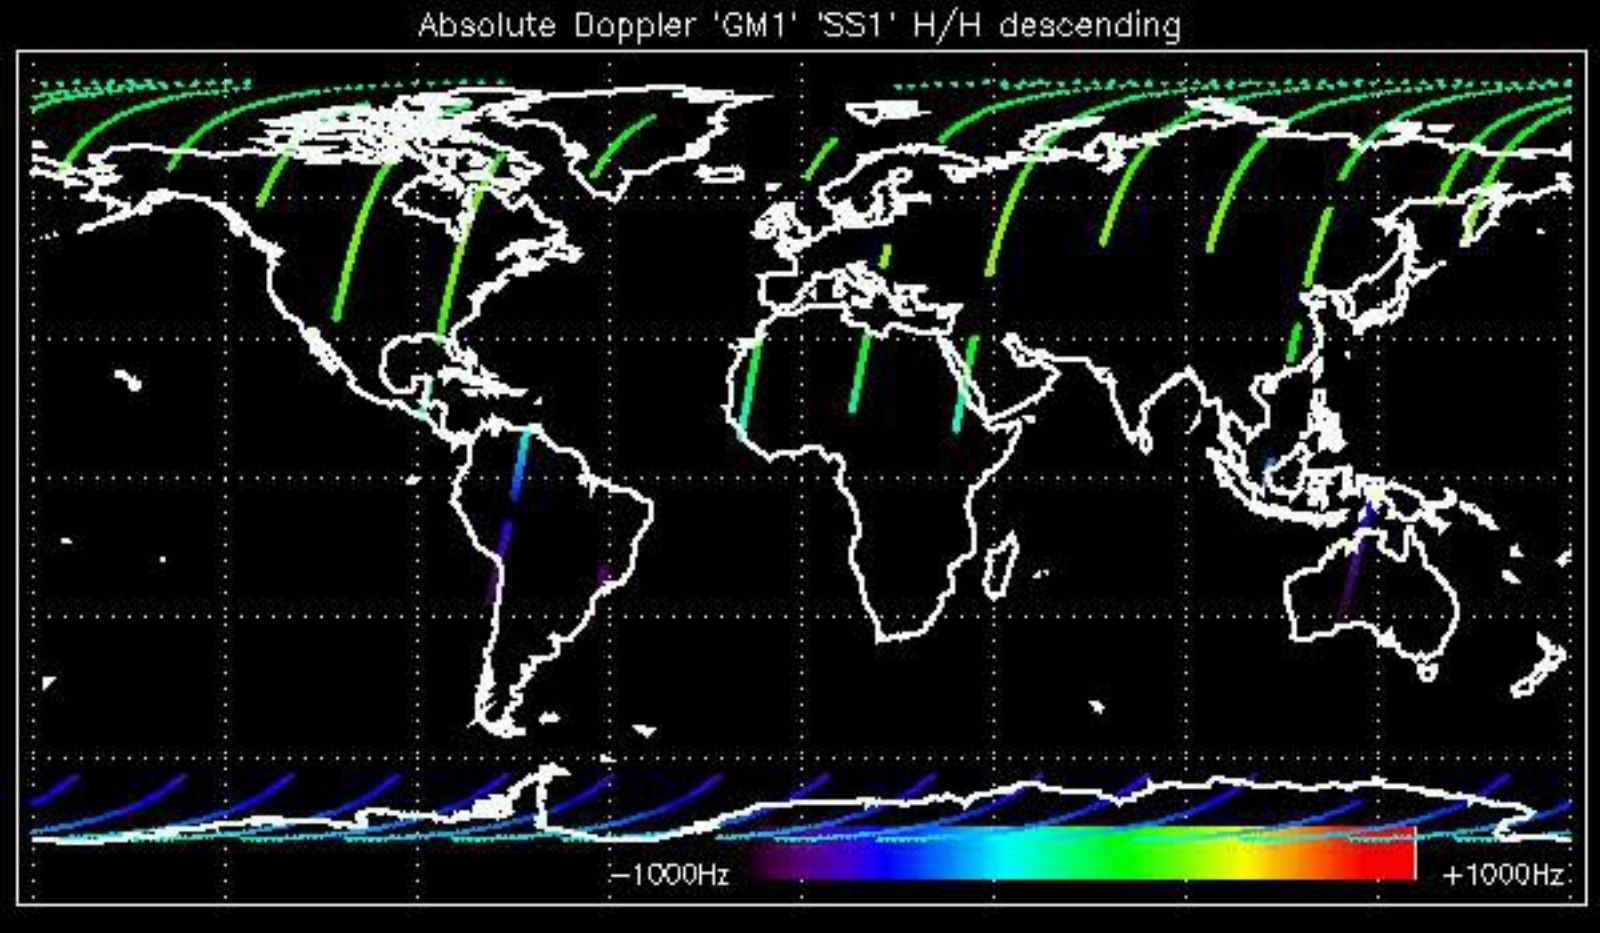 Absolute Doppler 'GM1' 'SS1' H/H descending
−1000Hz +1000Hz